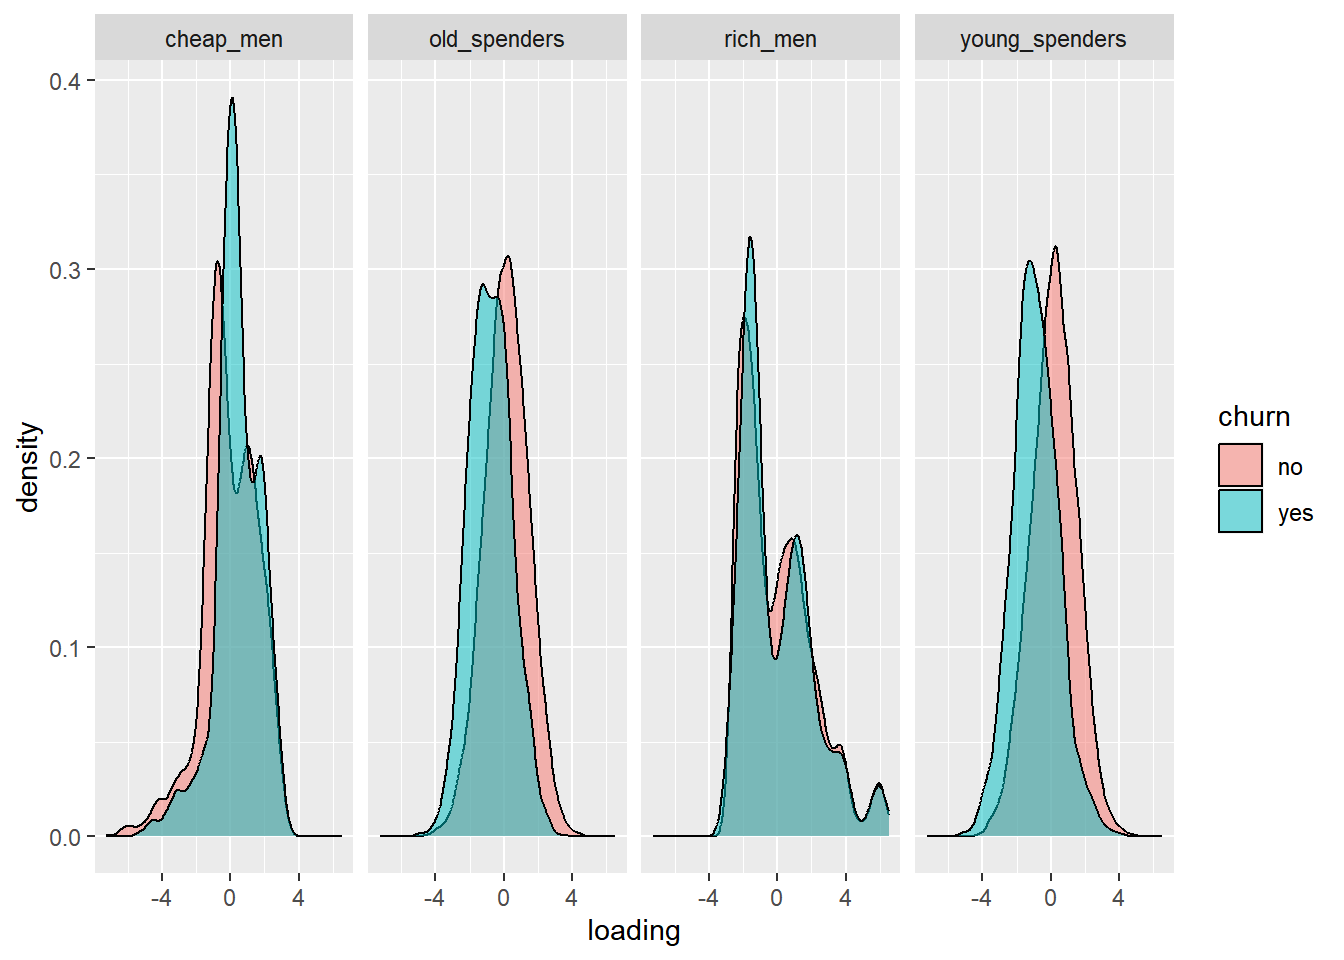 cheap_men
old_spenders
rich_men
young_spenders
0.4
0.3
0.2
0.1
0.0
density
-4 0 4
-4 0 4
-4 0 4
-4 0 4
loading
churn
no
yes